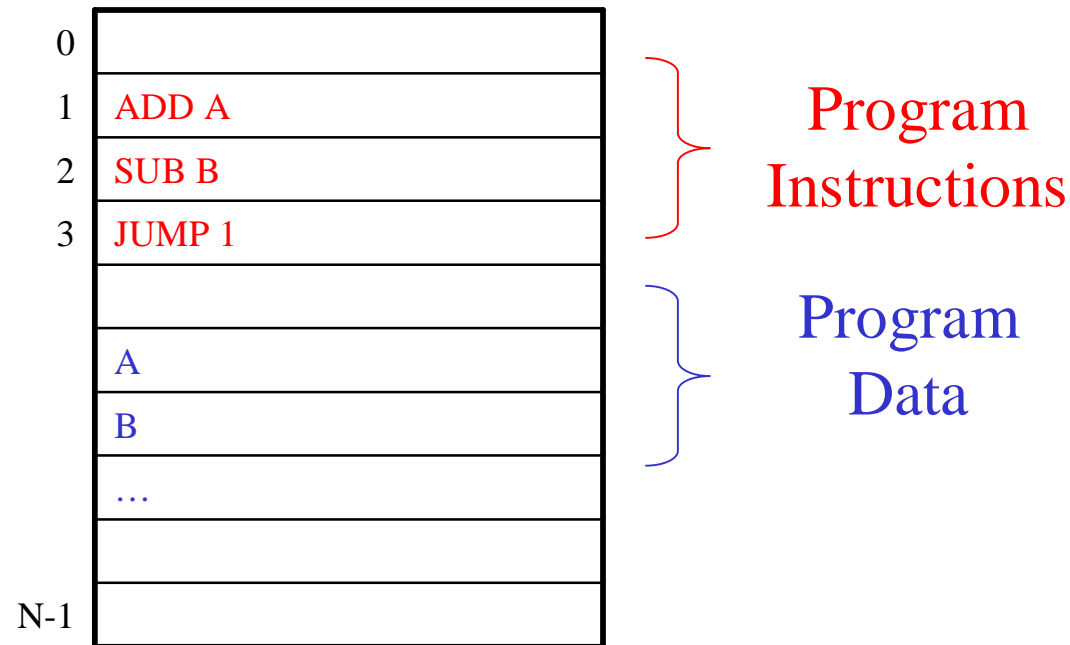 0
1 ADD A
2 SUB B
3 JUMP 1
A
B
…
N-1
Program
Instructions
Program
Data